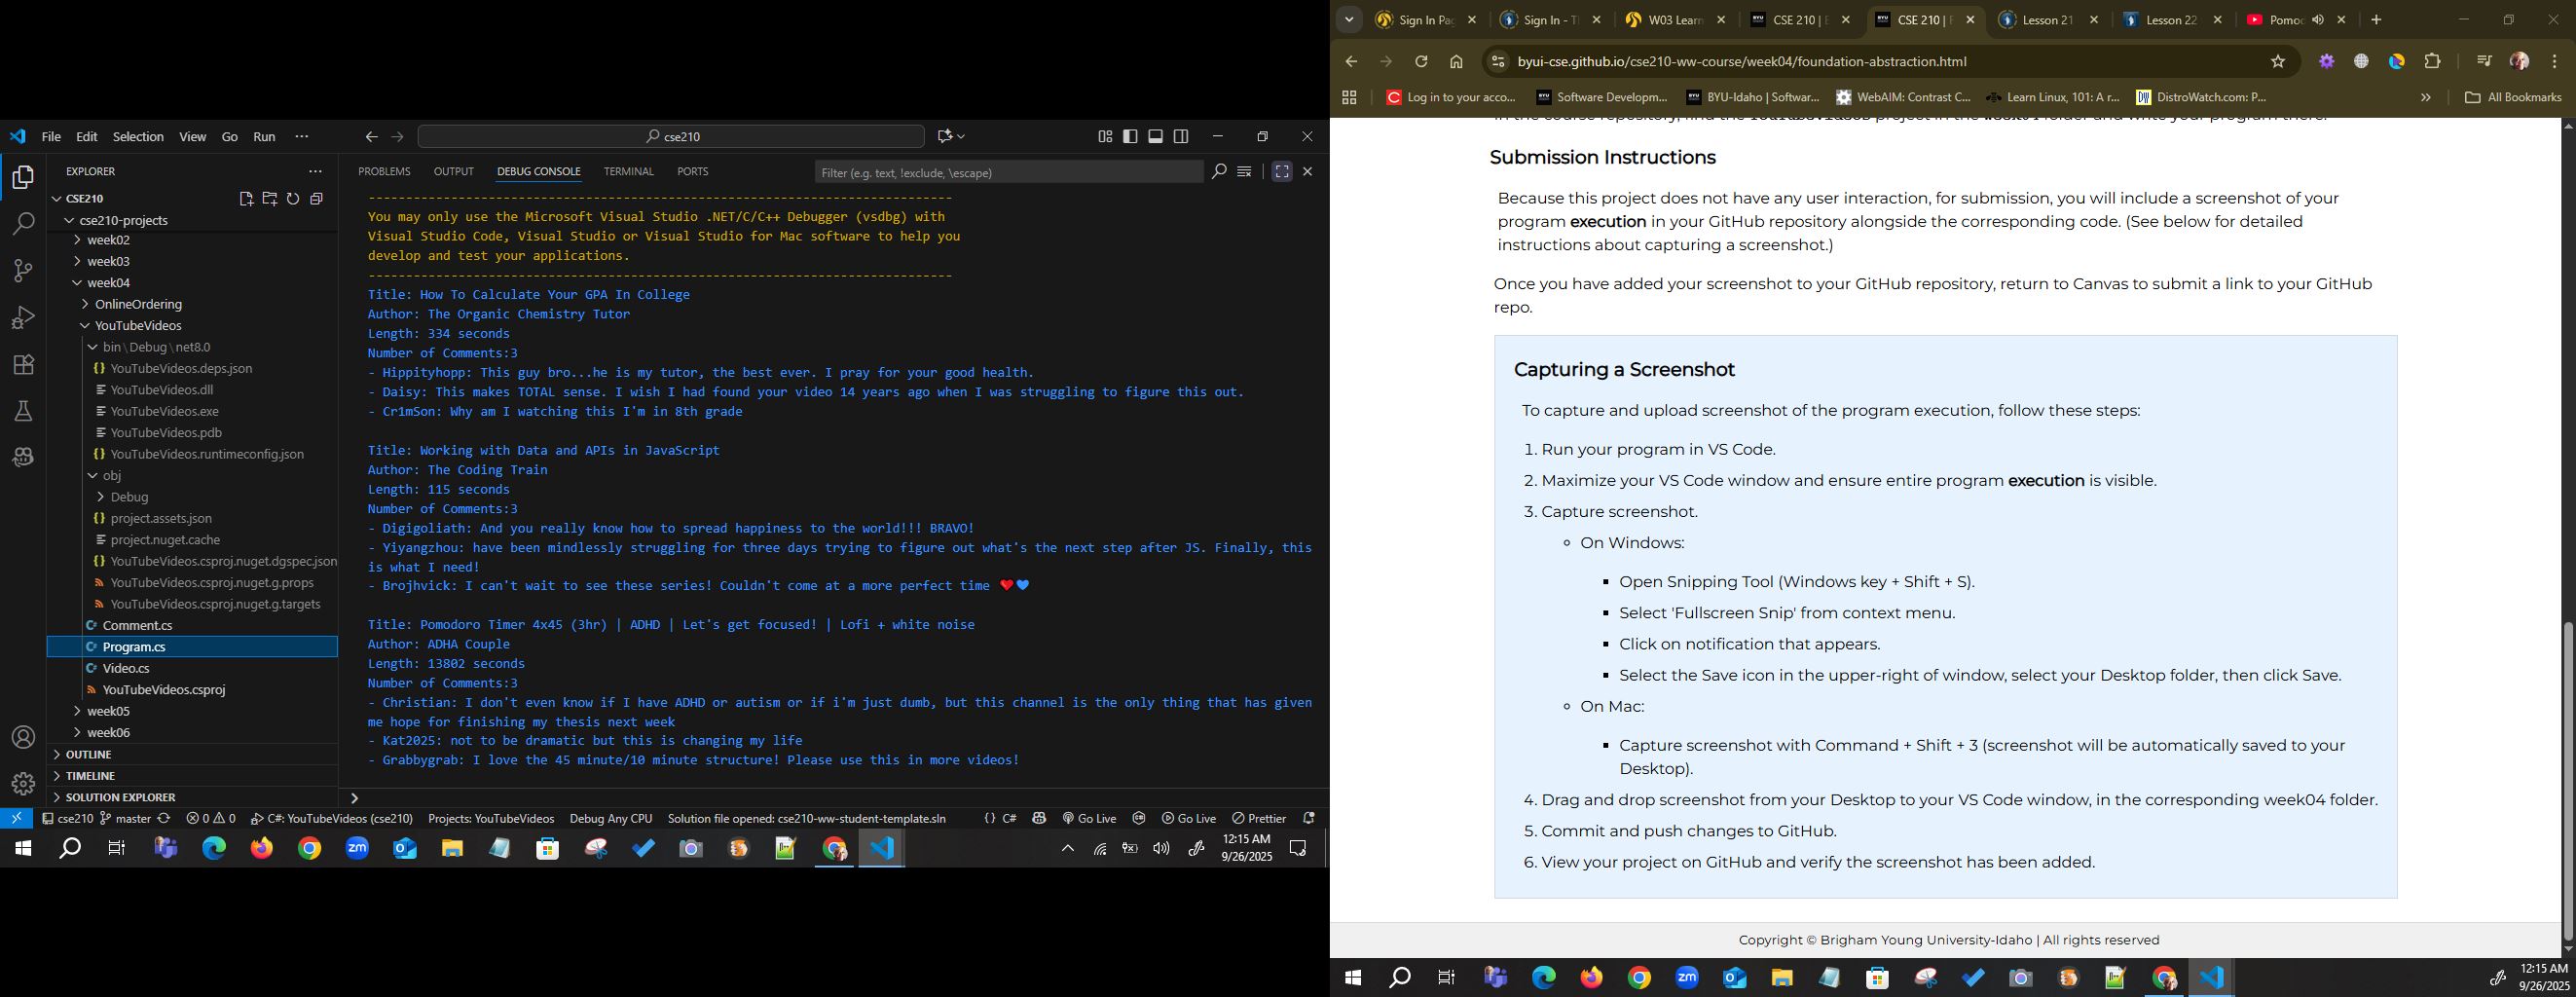 File Edit Selection View Go Run ···
cse210
EXPLORER
CSE210
cse210-projects
week02
week03
week04
OnlineOrdering
YouTubeVideos
bin\Debug\net8.0
YouTubeVideos.deps.json
YouTubeVideos.dll
YouTubeVideos.exe
YouTubeVideos.pdb
YouTubeVideos.runtimeconfig.json
obj
Debug
project.assets.json
project.nuget.cache
YouTubeVideos.csproj.nuget.dgspec.json
YouTubeVideos.csproj.nuget.g.props
YouTubeVideos.csproj.nuget.g.targets
Comment.cs
Program.cs
Video.cs
YouTubeVideos.csproj
week05
week06
OUTLINE
TIMELINE
SOLUTION EXPLORER
PROBLEMS OUTPUT DEBUG CONSOLE TERMINAL PORTS
Filter (e.g. text, !exclude, \escape)
------------------------------------------------------------------------------
You may only use the Microsoft Visual Studio .NET/C/C++ Debugger (vsdbg) with
Visual Studio Code, Visual Studio or Visual Studio for Mac software to help you
develop and test your applications.
------------------------------------------------------------------------------
Title: How To Calculate Your GPA In College
Author: The Organic Chemistry Tutor
Length: 334 seconds
Number of Comments:3
- Hippityhopp: This guy bro...he is my tutor, the best ever. I pray for your good health.
- Daisy: This makes TOTAL sense. I wish I had found your video 14 years ago when I was struggling to figure this out.
- Cr1mSon: Why am I watching this I'm in 8th grade
Title: Working with Data and APIs in JavaScript
Author: The Coding Train
Length: 115 seconds
Number of Comments:3
- Digigoliath: And you really know how to spread happiness to the world!!! BRAVO!
- Yiyangzhou: have been mindlessly struggling for three days trying to figure out what's the next step after JS. Finally, this
is what I need!
- Brojhvick: I can't wait to see these series! Couldn't come at a more perfect time ❤️💙
Title: Pomodoro Timer 4x45 (3hr) | ADHD | Let's get focused! | Lofi + white noise
Author: ADHA Couple
Length: 13802 seconds
Number of Comments:3
- Christian: I don't even know if I have ADHD or autism or if i'm just dumb, but this channel is the only thing that has given
me hope for finishing my thesis next week
- Kat2025: not to be dramatic but this is changing my life
- Grabbygrab: I love the 45 minute/10 minute structure! Please use this in more videos!
cse210 master 0 0 C#: YouTubeVideos (cse210) Projects: YouTubeVideos Debug Any CPU Solution file opened: cse210-ww-student-template.sln {} C# Go Live Go Live Prettier
12:15 AM
9/26/2025
Sign In Pa Sign In - T W03 Learn CSE 210 | CSE 210 | Lesson 21 Lesson 22 Pomo
byui-cse.github.io/cse210-ww-course/week04/foundation-abstraction.html
Log in to your acco... Software Developm... BYU-Idaho | Softwar... WebAIM: Contrast C... Learn Linux, 101: A r... DistroWatch.com: P... All Bookmarks
In the course repository, find the YouTubeVideos project in the week04 folder and write your program there.
Submission Instructions
Because this project does not have any user interaction, for submission, you will include a screenshot of your
program execution in your GitHub repository alongside the corresponding code. (See below for detailed
instructions about capturing a screenshot.)
Once you have added your screenshot to your GitHub repository, return to Canvas to submit a link to your GitHub
repo.
Capturing a Screenshot
To capture and upload screenshot of the program execution, follow these steps:
1. Run your program in VS Code.
2. Maximize your VS Code window and ensure entire program execution is visible.
3. Capture screenshot.
On Windows:
Open Snipping Tool (Windows key + Shift + S).
Select 'Fullscreen Snip' from context menu.
Click on notification that appears.
Select the Save icon in the upper-right of window, select your Desktop folder, then click Save.
On Mac:
Capture screenshot with Command + Shift + 3 (screenshot will be automatically saved to your
Desktop).
4. Drag and drop screenshot from your Desktop to your VS Code window, in the corresponding week04 folder.
5. Commit and push changes to GitHub.
6. View your project on GitHub and verify the screenshot has been added.
Copyright © Brigham Young University-Idaho | All rights reserved
12:15 AM
9/26/2025